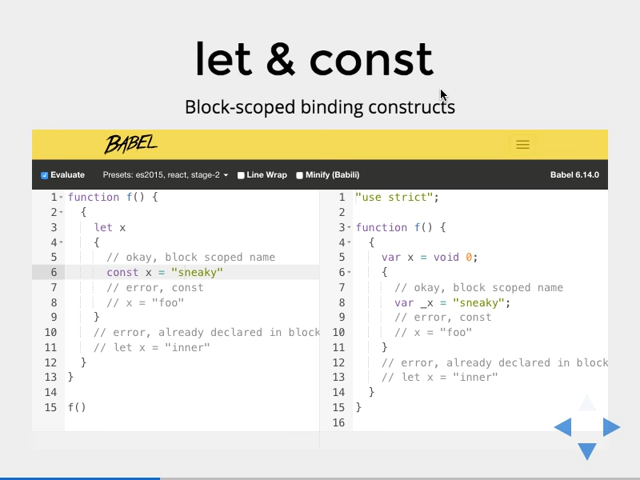 let & const
Block-scoped binding constructs
BABEL
Evaluate Presets: es2015, react, stage-2 Line Wrap Minify (Babili) Babel 6.14.0
1 function f() {
2 {
3 let x
4 {
5 // okay, block scoped name
6 const x = "sneaky"
7 // error, const
8 // x = "foo"
9 }
10 // error, already declared in block
11 // let x = "inner"
12 }
13 }
14
15 f()
1 "use strict";
2
3 function f() {
4 {
5 var x = void 0;
6 {
7 // okay, block scoped name
8 var _x = "sneaky";
9 // error, const
10 // x = "foo"
11 }
12 // error, already declared in block
13 // let x = "inner"
14 }
15 }
16